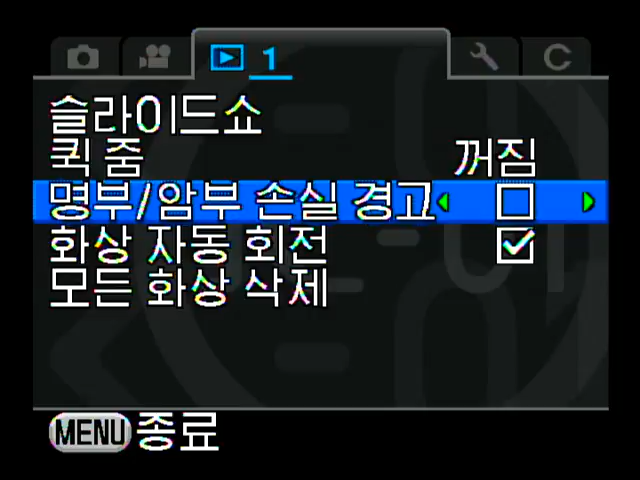 1 C
슬라이드쇼
퀵 줌 꺼짐
명부/암부 손실 경고
화상 자동 회전
모든 화상 삭제
MENU 종료